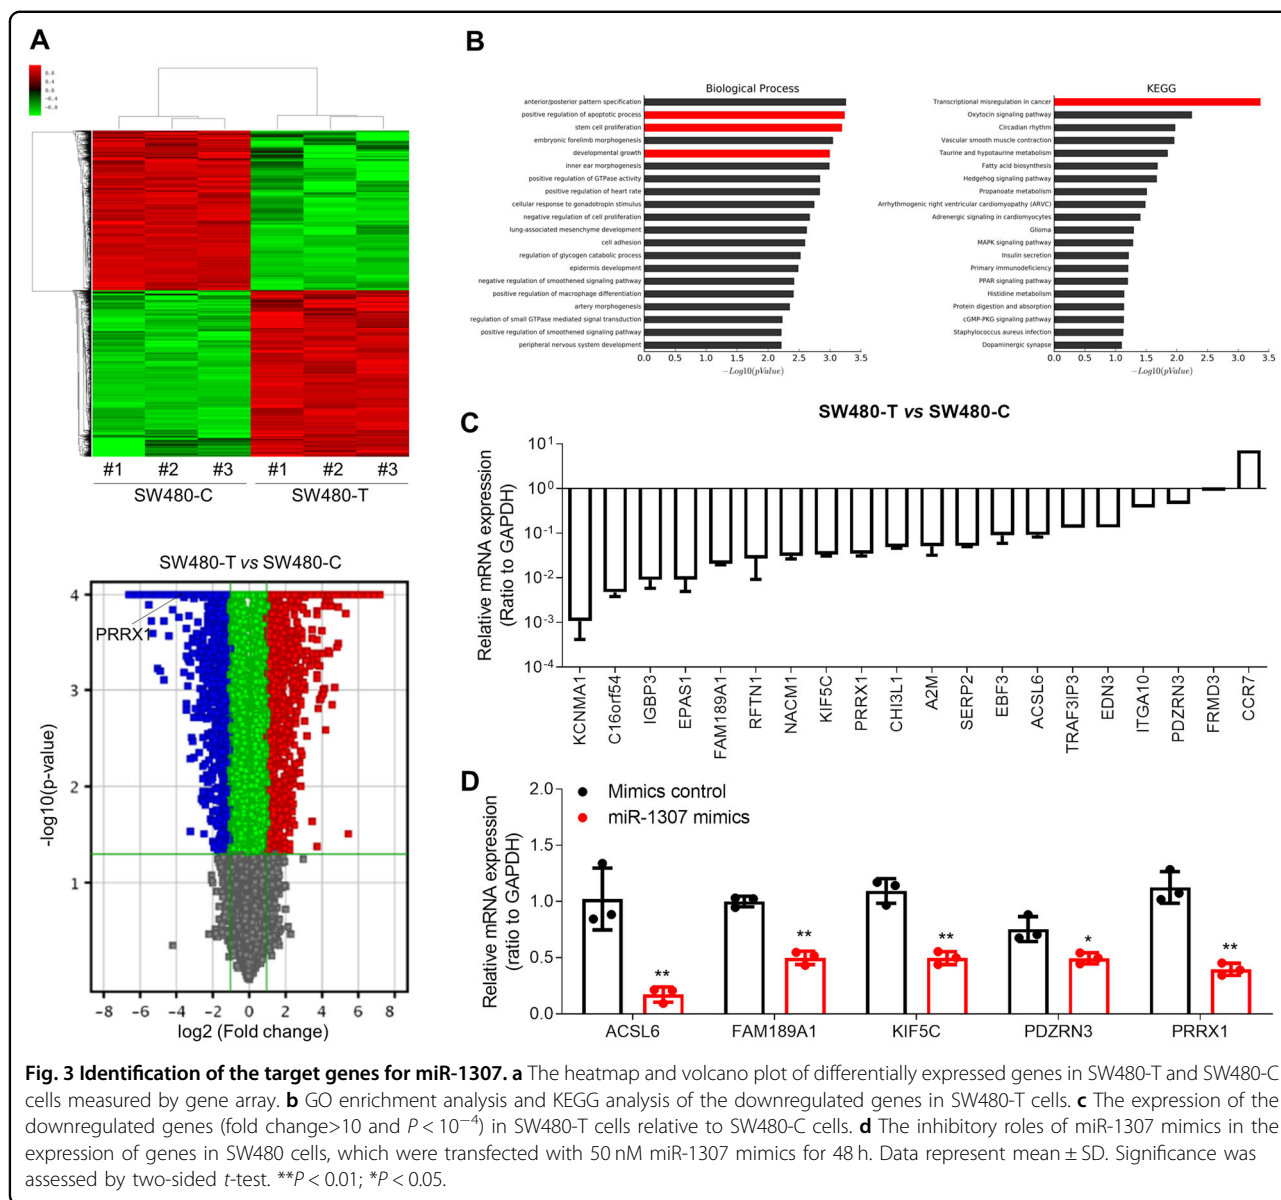 A
0.8
0.4
0
-0.4
-0.8
#1 #2 #3 #1 #2 #3
SW480-C SW480-T
SW480-T vs SW480-C
4
3
2
1
PRRX1
-log10(p-value)
-8 -6 -4 -2 0 2 4 6 8
log2 (Fold change)
B
Biological Process
anterior/posterior pattern specification
positive regulation of apoptotic process
stem cell proliferation
embryonic forelimb morphogenesis
developmental growth
inner ear morphogenesis
positive regulation of GTPase activity
positive regulation of heart rate
cellular response to gonadotropin stimulus
negative regulation of cell proliferation
lung-associated mesenchyme development
cell adhesion
regulation of glycogen catabolic process
epidermis development
negative regulation of smoothened signaling pathway
positive regulation of macrophage differentiation
artery morphogenesis
regulation of small GTPase mediated signal transduction
positive regulation of smoothened signaling pathway
peripheral nervous system development
0.0 0.5 1.0 1.5 2.0 2.5 3.0 3.5
−Log10(pValue)
KEGG
Transcriptional misregulation in cancer
Oxytocin signaling pathway
Circadian rhythm
Vascular smooth muscle contraction
Taurine and hypotaurine metabolism
Fatty acid biosynthesis
Hedgehog signaling pathway
Propanoate metabolism
Arrhythmogenic right ventricular cardiomyopathy (ARVC)
Adrenergic signaling in cardiomyocytes
Glioma
MAPK signaling pathway
Insulin secretion
Primary immunodeficiency
PPAR signaling pathway
Histidine metabolism
Protein digestion and absorption
cGMP-PKG signaling pathway
Staphylococcus aureus infection
Dopaminergic synapse
0.0 0.5 1.0 1.5 2.0 2.5 3.0 3.5
−Log10(pValue)
C
SW480-T vs SW480-C
Relative mRNA expression
(Ratio to GAPDH)
10¹
10⁰
10⁻¹
10⁻²
10⁻³
10⁻⁴
KCNMA1
C16orf54
IGBP3
EPAS1
FAM189A1
RFTN1
NACM1
KIF5C
PRRX1
CHI3L1
A2M
SERP2
EBF3
ACSL6
TRAF3IP3
EDN3
ITGA10
PDZRN3
FRMD3
CCR7
D
Relative mRNA expression
(ratio to GAPDH)
2.0
1.5
1.0
0.5
0.0
Mimics control
miR-1307 mimics
** ** ** * **
ACSL6 FAM189A1 KIF5C PDZRN3 PRRX1
Fig. 3 Identification of the target genes for miR-1307. a The heatmap and volcano plot of differentially expressed genes in SW480-T and SW480-C
cells measured by gene array. b GO enrichment analysis and KEGG analysis of the downregulated genes in SW480-T cells. c The expression of the
downregulated genes (fold change>10 and P < 10⁻⁴) in SW480-T cells relative to SW480-C cells. d The inhibitory roles of miR-1307 mimics in the
expression of genes in SW480 cells, which were transfected with 50 nM miR-1307 mimics for 48 h. Data represent mean ± SD. Significance was
assessed by two-sided t-test. **P < 0.01; *P < 0.05.